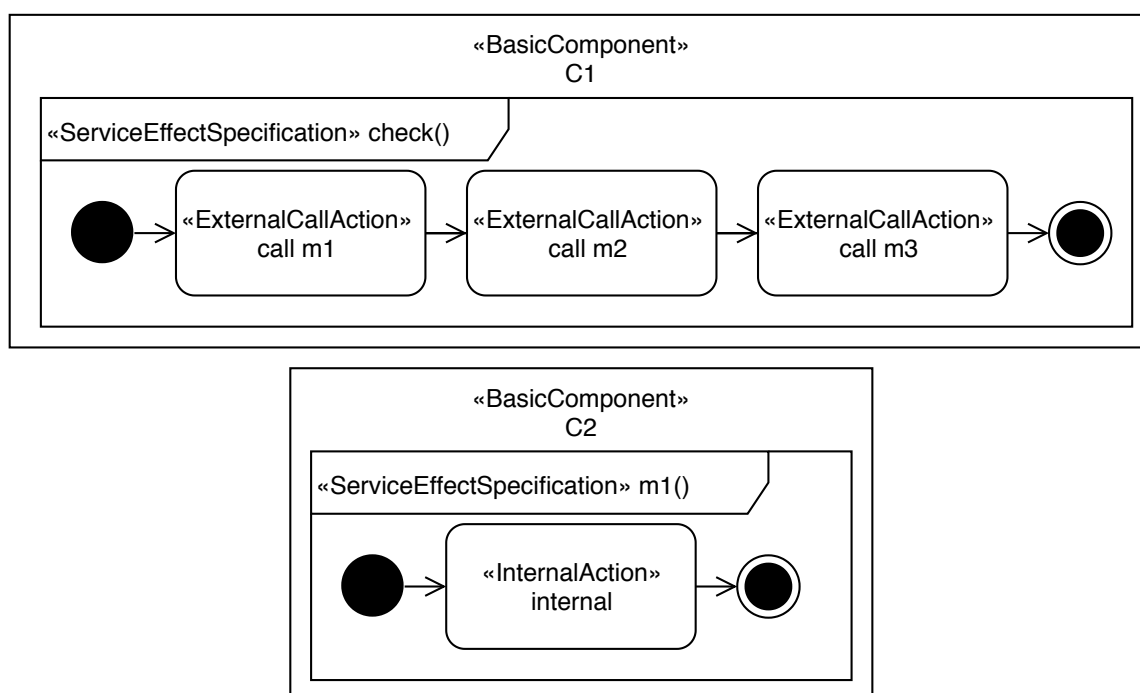 «BasicComponent»
C1
«ServiceEffectSpecification» check()
«ExternalCallAction»
call m1
«ExternalCallAction»
call m2
«ExternalCallAction»
call m3
«BasicComponent»
C2
«ServiceEffectSpecification» m1()
«InternalAction»
internal